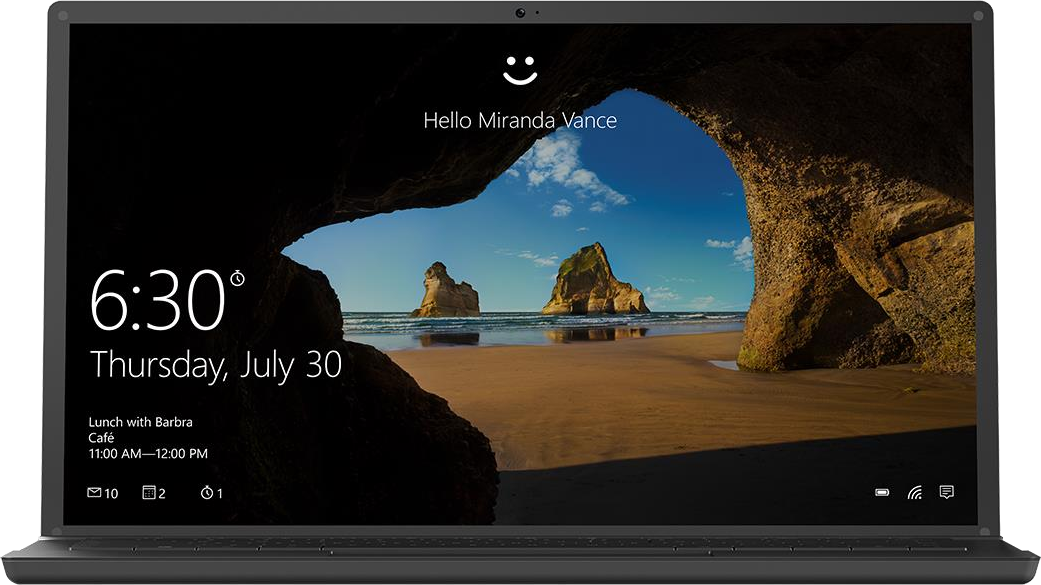 Hello Miranda Vance
6:30
Thursday, July 30
Lunch with Barbra
Café
11:00 AM—12:00 PM
10 2 1